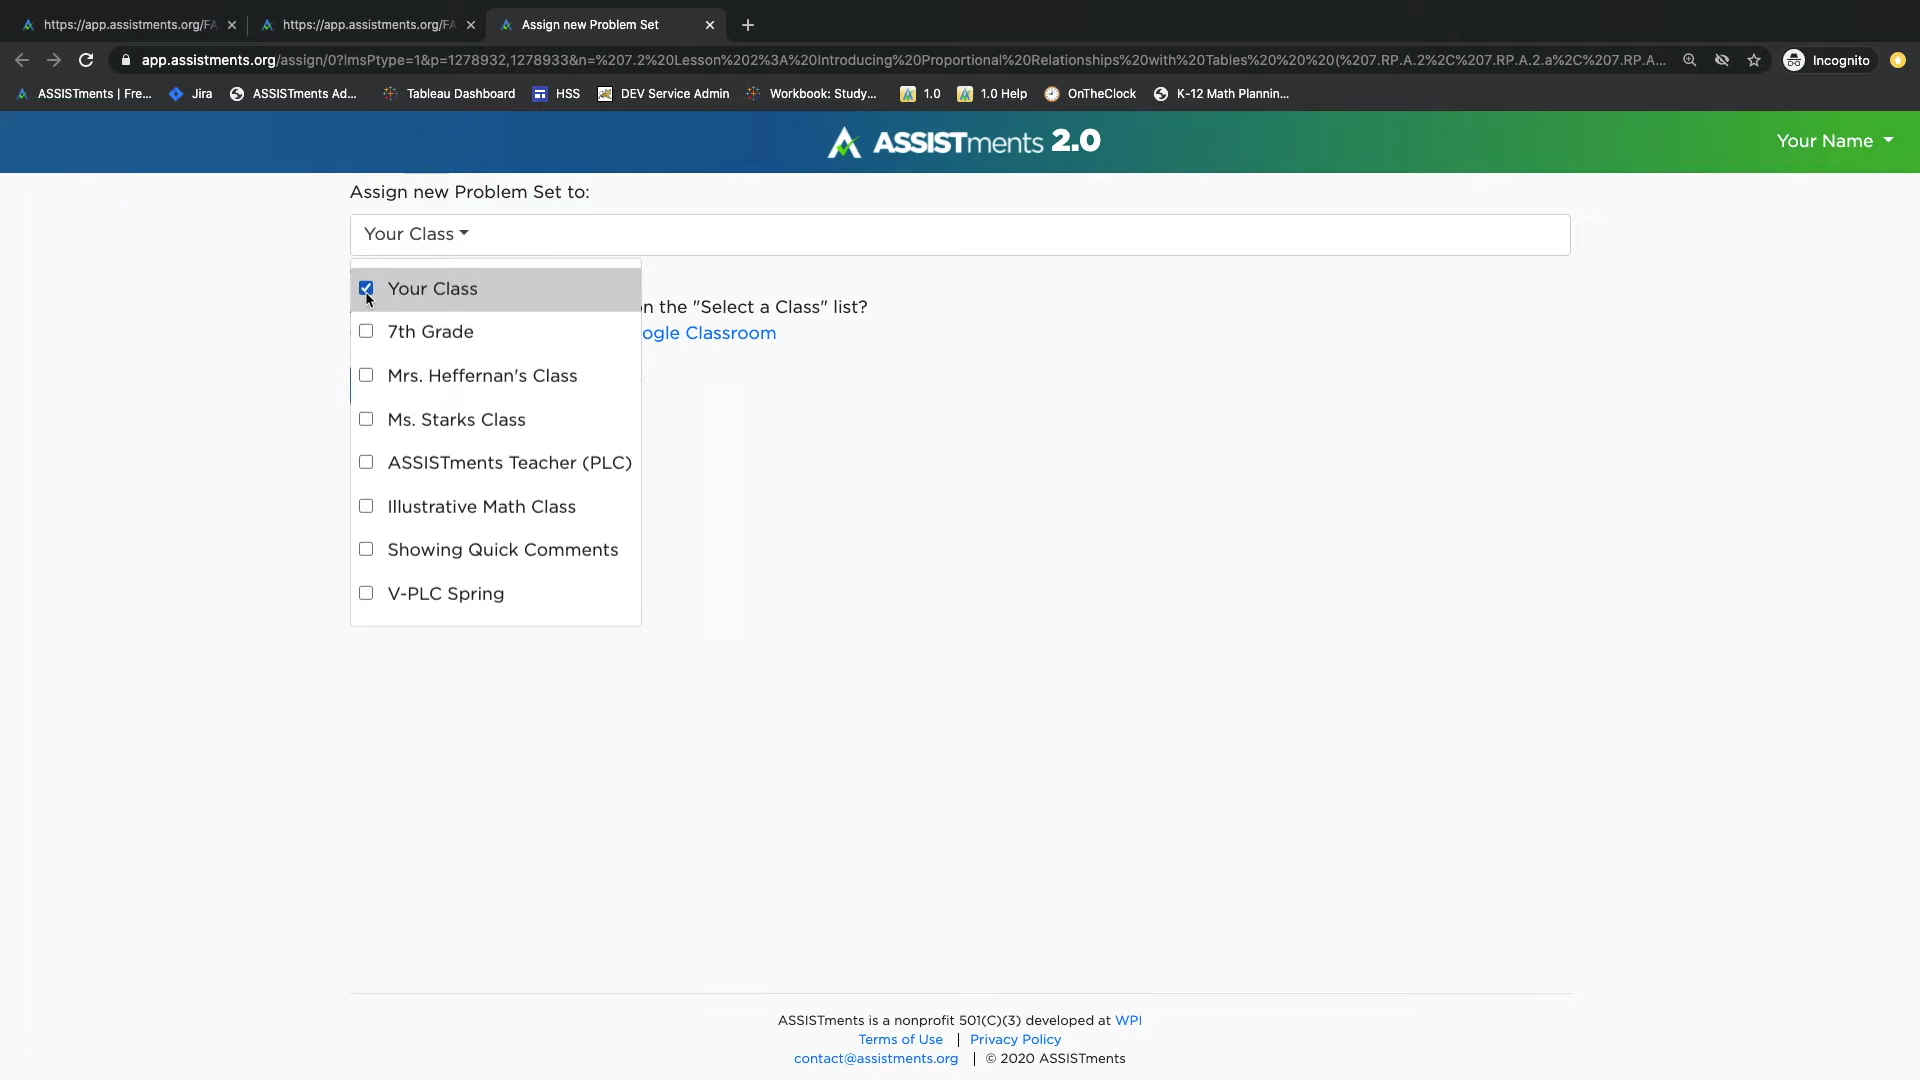 https://app.assistments.org/FA
https://app.assistments.org/FA
Assign new Problem Set
app.assistments.org/assign/0?lmsPtype=1&p=1278932,1278933&n=%207.2%20Lesson%202%3A%20Introducing%20Proportional%20Relationships%20with%20Tables%20%20%20(%207.RP.A.2%2C%207.RP.A.2.a%2C%207.RP.A...
Incognito
ASSISTments | Fre...
Jira
ASSISTments Ad...
Tableau Dashboard
HSS
DEV Service Admin
Workbook: Study...
1.0
1.0 Help
OnTheClock
K-12 Math Plannin...
ASSISTments 2.0
Your Name
Assign new Problem Set to:
Your Class
Your Class
n the "Select a Class" list?
7th Grade
ogle Classroom
Mrs. Heffernan's Class
Ms. Starks Class
ASSISTments Teacher (PLC)
Illustrative Math Class
Showing Quick Comments
V-PLC Spring
ASSISTments is a nonprofit 501(C)(3) developed at WPI
Terms of Use | Privacy Policy
contact@assistments.org | © 2020 ASSISTments